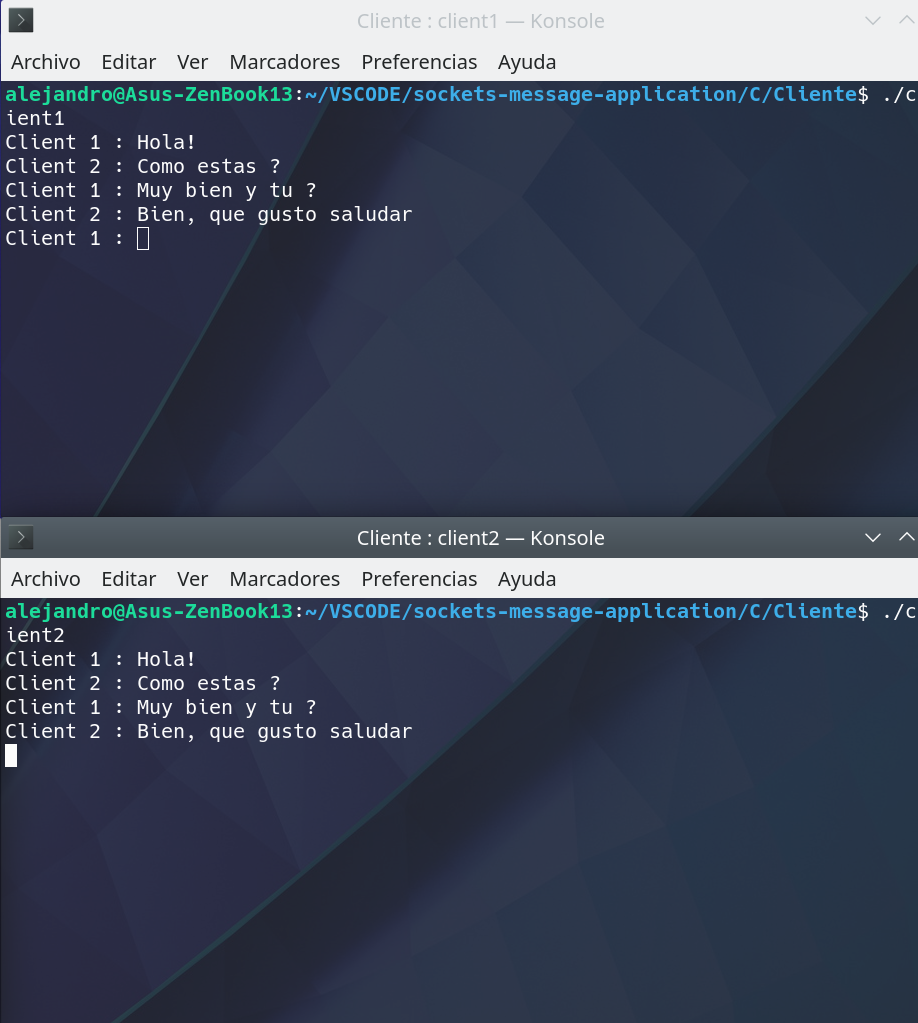 Cliente : client1 — Konsole
Archivo Editar Ver Marcadores Preferencias Ayuda
alejandro@Asus-ZenBook13:~/VSCODE/sockets-message-application/C/Cliente$ ./c
ient1
Client 1 : Hola!
Client 2 : Como estas ?
Client 1 : Muy bien y tu ?
Client 2 : Bien, que gusto saludar
Client 1 :
Cliente : client2 — Konsole
Archivo Editar Ver Marcadores Preferencias Ayuda
alejandro@Asus-ZenBook13:~/VSCODE/sockets-message-application/C/Cliente$ ./c
ient2
Client 1 : Hola!
Client 2 : Como estas ?
Client 1 : Muy bien y tu ?
Client 2 : Bien, que gusto saludar